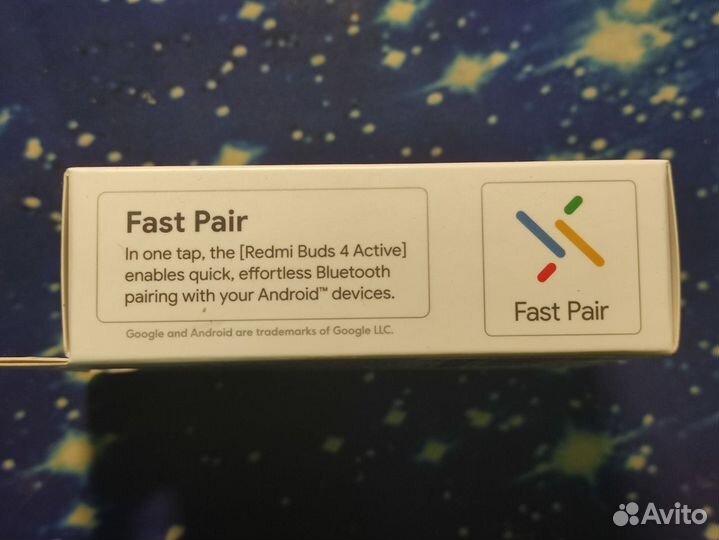 Fast Pair
In one tap, the [Redmi Buds 4 Active]
enables quick, effortless Bluetooth
pairing with your Android™ devices.
Google and Android are trademarks of Google LLC.
Fast Pair
Avito